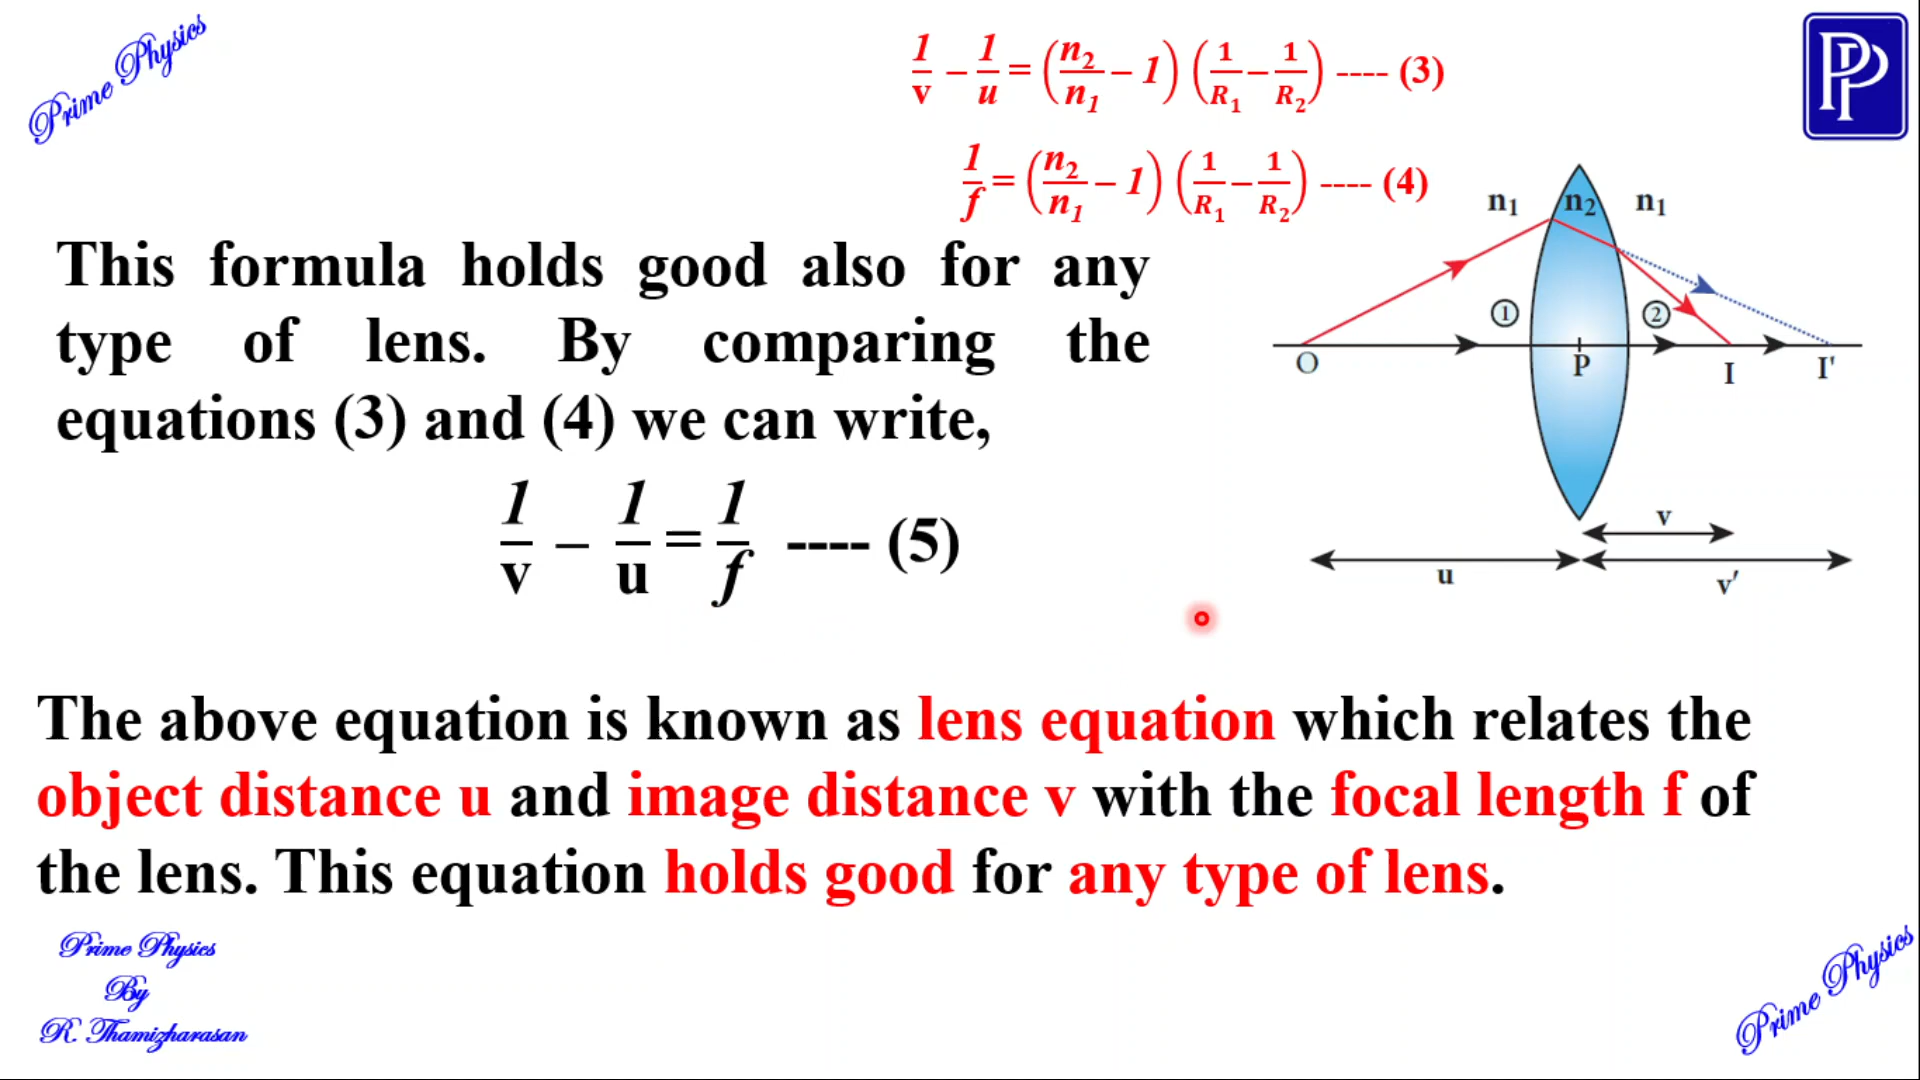 Prime Physics
1/v – 1/u = (n₂/n₁ – 1) (1/R₁ – 1/R₂) ---- (3)
PP
1/f = (n₂/n₁ – 1) (1/R₁ – 1/R₂) ---- (4)
n₁ n₂ n₁
This formula holds good also for any
type of lens. By comparing the
equations (3) and (4) we can write,
1 2
O P I I'
1/v – 1/u = 1/f ---- (5)
v
u v′
The above equation is known as lens equation which relates the
object distance u and image distance v with the focal length f of
the lens. This equation holds good for any type of lens.
Prime Physics
By
R. Thamizharasan
Prime Physics